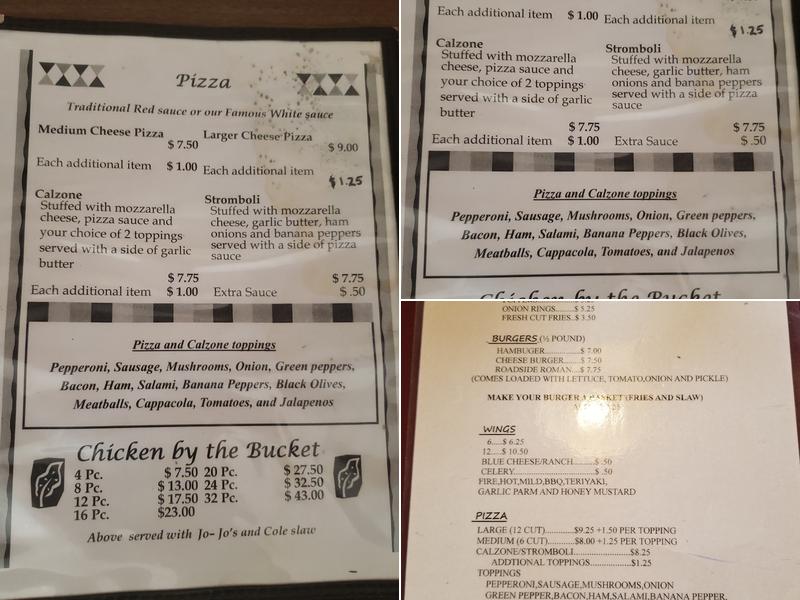 Pizza
Traditional Red sauce or our Famous White sauce
Medium Cheese Pizza
$ 7.50
Larger Cheese Pizza
$ 9.00
Each additional item $ 1.00
Each additional item
$1.25
Calzone
Stuffed with mozzarella
cheese, pizza sauce and
your choice of 2 toppings
served with a side of garlic
butter
$ 7.75
Each additional item $ 1.00
Stromboli
Stuffed with mozzarella
cheese, garlic butter, ham
onions and banana peppers
served with a side of pizza
sauce
$ 7.75
Extra Sauce $ .50
Pizza and Calzone toppings
Pepperoni, Sausage, Mushrooms, Onion, Green peppers,
Bacon, Ham, Salami, Banana Peppers, Black Olives,
Meatballs, Cappacola, Tomatoes, and Jalapenos
Chicken by the Bucket
4 Pc. $ 7.50 20 Pc. $ 27.50
8 Pc. $ 13.00 24 Pc. $ 32.50
12 Pc. $ 17.50 32 Pc. $ 43.00
16 Pc. $23.00
Above served with Jo- Jo's and Cole slaw
Each additional item $ 1.00
Each additional item
$1.25
Calzone
Stuffed with mozzarella
cheese, pizza sauce and
your choice of 2 toppings
served with a side of garlic
butter
$ 7.75
Each additional item $ 1.00
Stromboli
Stuffed with mozzarella
cheese, garlic butter, ham
onions and banana peppers
served with a side of pizza
sauce
$ 7.75
Extra Sauce $ .50
Pizza and Calzone toppings
Pepperoni, Sausage, Mushrooms, Onion, Green peppers,
Bacon, Ham, Salami, Banana Peppers, Black Olives,
Meatballs, Cappacola, Tomatoes, and Jalapenos
Chicken by the Bucket
ONION RINGS......$ 5.25
FRESH CUT FRIES..$ 3.50
BURGERS (½ POUND)
HAMBUGER..............$ 7.00
CHEESE BURGER......$ 7.50
ROADSIDE ROMAN...$ 7.75
(COMES LOADED WITH LETTUCE, TOMATO,ONION AND PICKLE)
MAKE YOUR BURGER A BASKET (FRIES AND SLAW)
WINGS
6.....$ 6.25
12.....$ 10.50
BLUE CHEESE/RANCH.........$ .50
CELERY...............................$ .50
FIRE,HOT,MILD,BBQ,TERIYAKI,
GARLIC PARM AND HONEY MUSTARD
PIZZA
LARGE (12 CUT)......$9.25 +1.50 PER TOPPING
MEDIUM (6 CUT)......$8.00 +1.25 PER TOPPING
CALZONE/STROMBOLI......................$8.25
ADDTIONAL TOPPINGS..................$1.25
TOPPINGS
PEPPERONI,SAUSAGE,MUSHROOMS,ONION
GREEN PEPPER,BACON,HAM,SALAMI,BANANA PEPPER,